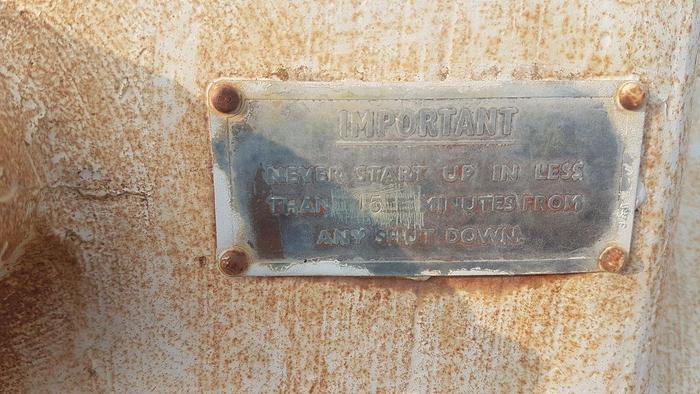 IMPORTANT
NEVER START UP IN LESS
THAN 15 MINUTES FROM
ANY SHUT DOWN.